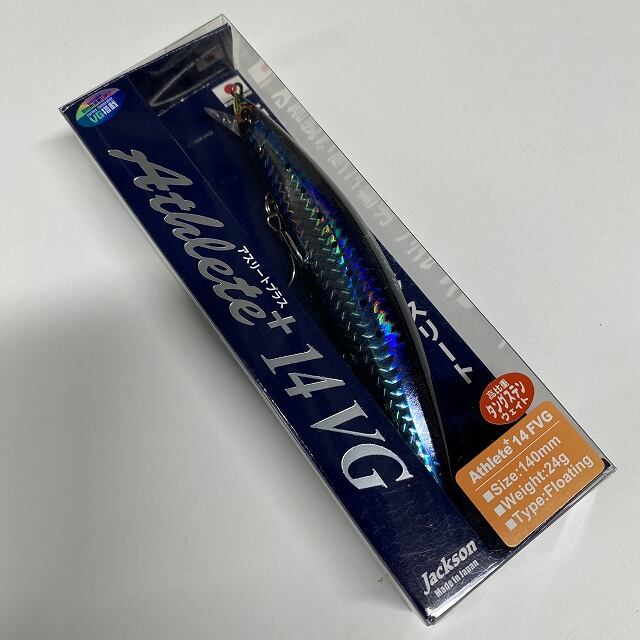 VG搭載
Athlete+ 14 VG
アスリートプラス
アスリート
高比重
タングステン
ウェイト
Athlete+ 14 FVG
■Size:140mm
■Weight:24g
■Type:Floating
Jackson
Made in Japan